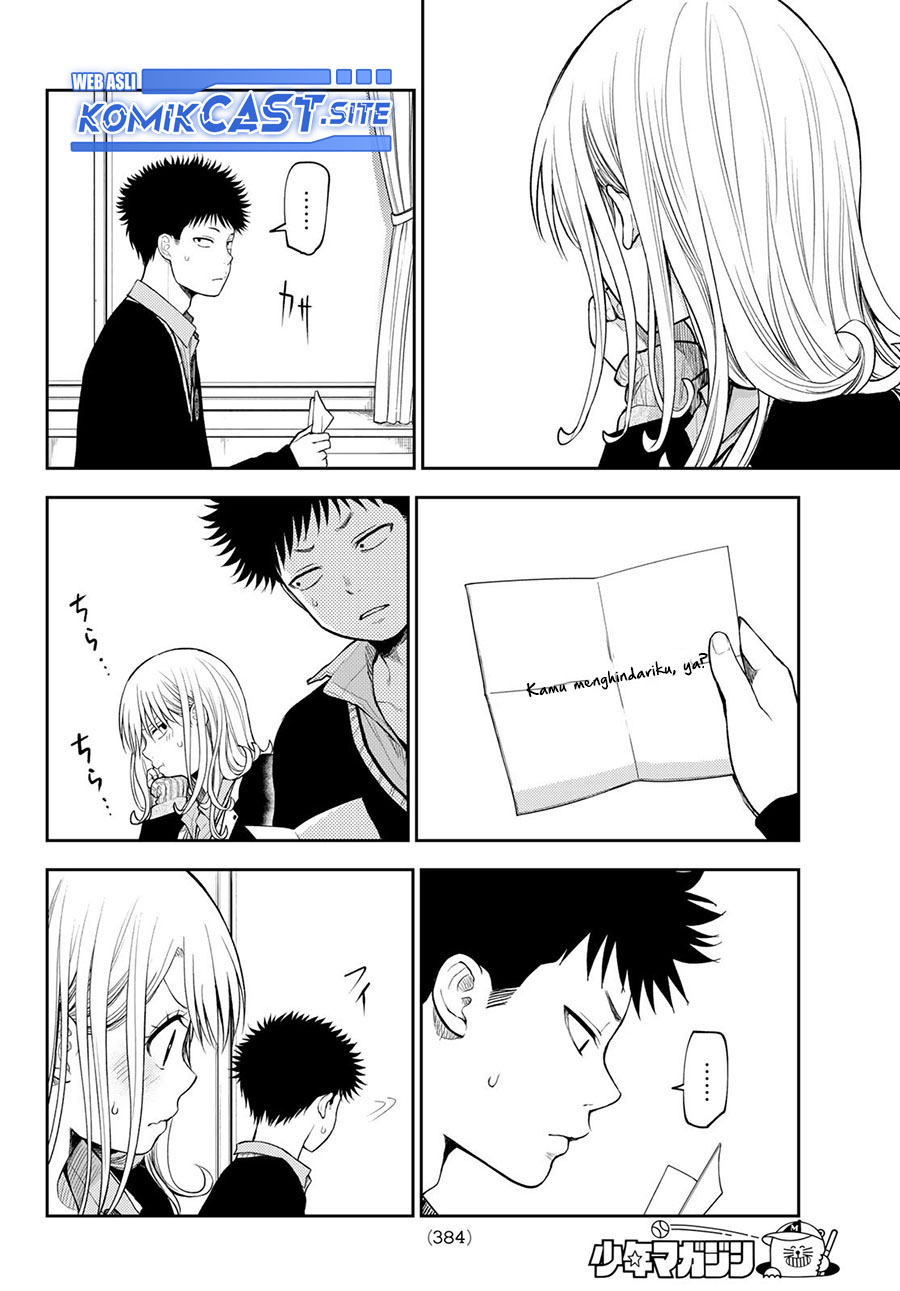 WEB ASLI
KOMIKCAST.SITE
……
カサ
Kamu menghindariku, ya?
ちら…
ちら…
……
フイ
(384)
少年マガジン
M